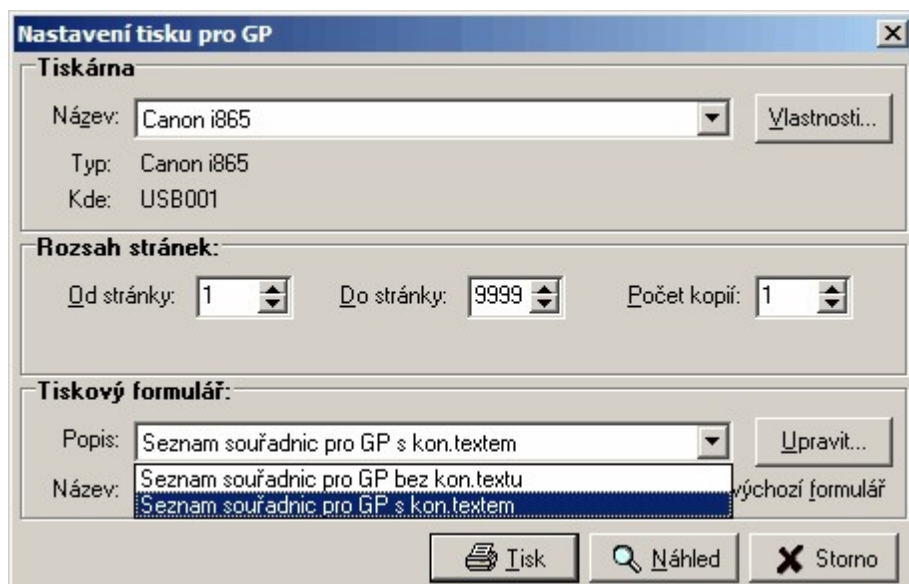 Nastavení tisku pro GP
Tiskárna
Název: Canon i865 Vlastnosti...
Typ: Canon i865
Kde: USB001
Rozsah stránek:
Od stránky: 1 Do stránky: 9999 Počet kopií: 1
Tiskový formulář:
Popis: Seznam souřadnic pro GP s kon.textem Upravit...
Seznam souřadnic pro GP bez kon.textu
Název: výchozí formulář
Seznam souřadnic pro GP s kon.textem
Tisk Náhled Storno